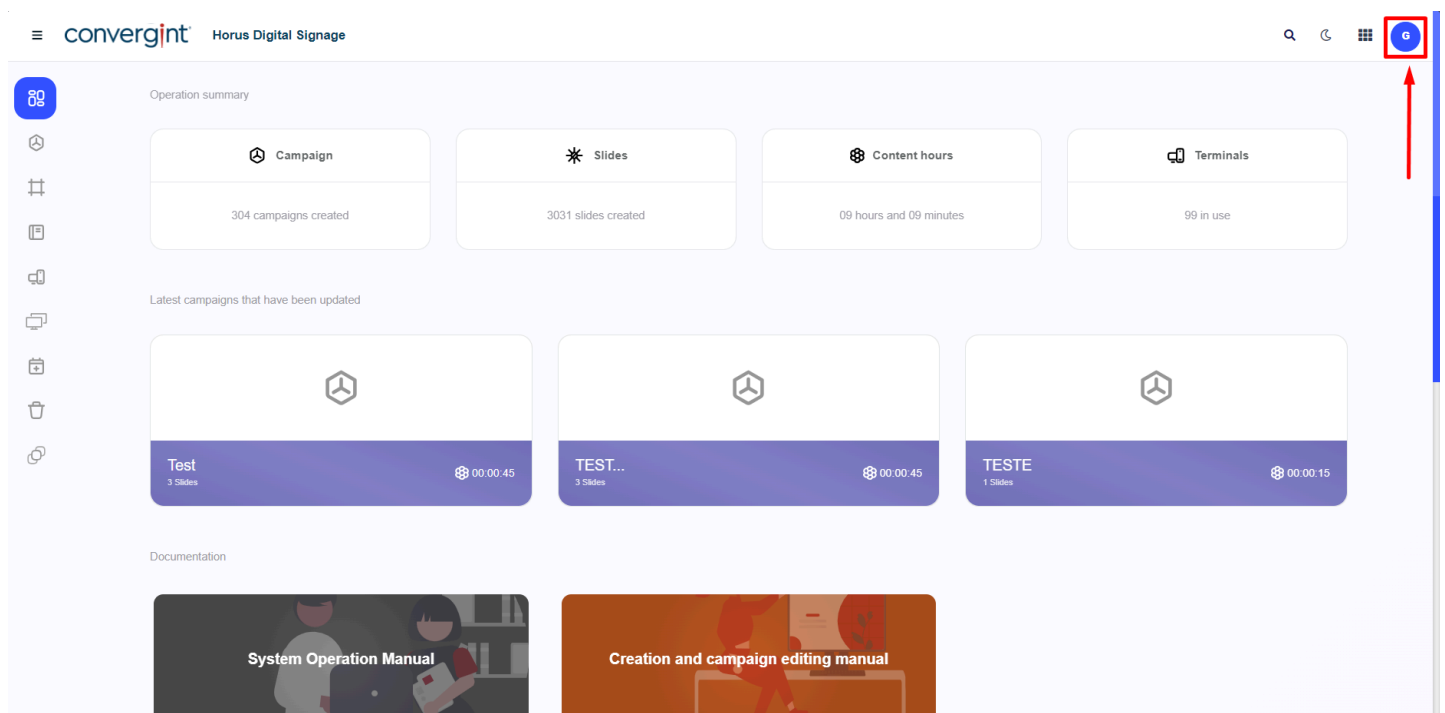 convergint
Horus Digital Signage
G
Operation summary
Campaign
304 campaigns created
Slides
3031 slides created
Content hours
09 hours and 09 minutes
Terminals
99 in use
Latest campaigns that have been updated
Test
3 Slides
00:00:45
TEST...
3 Slides
00:00:45
TESTE
1 Slides
00:00:15
Documentation
System Operation Manual
Creation and campaign editing manual